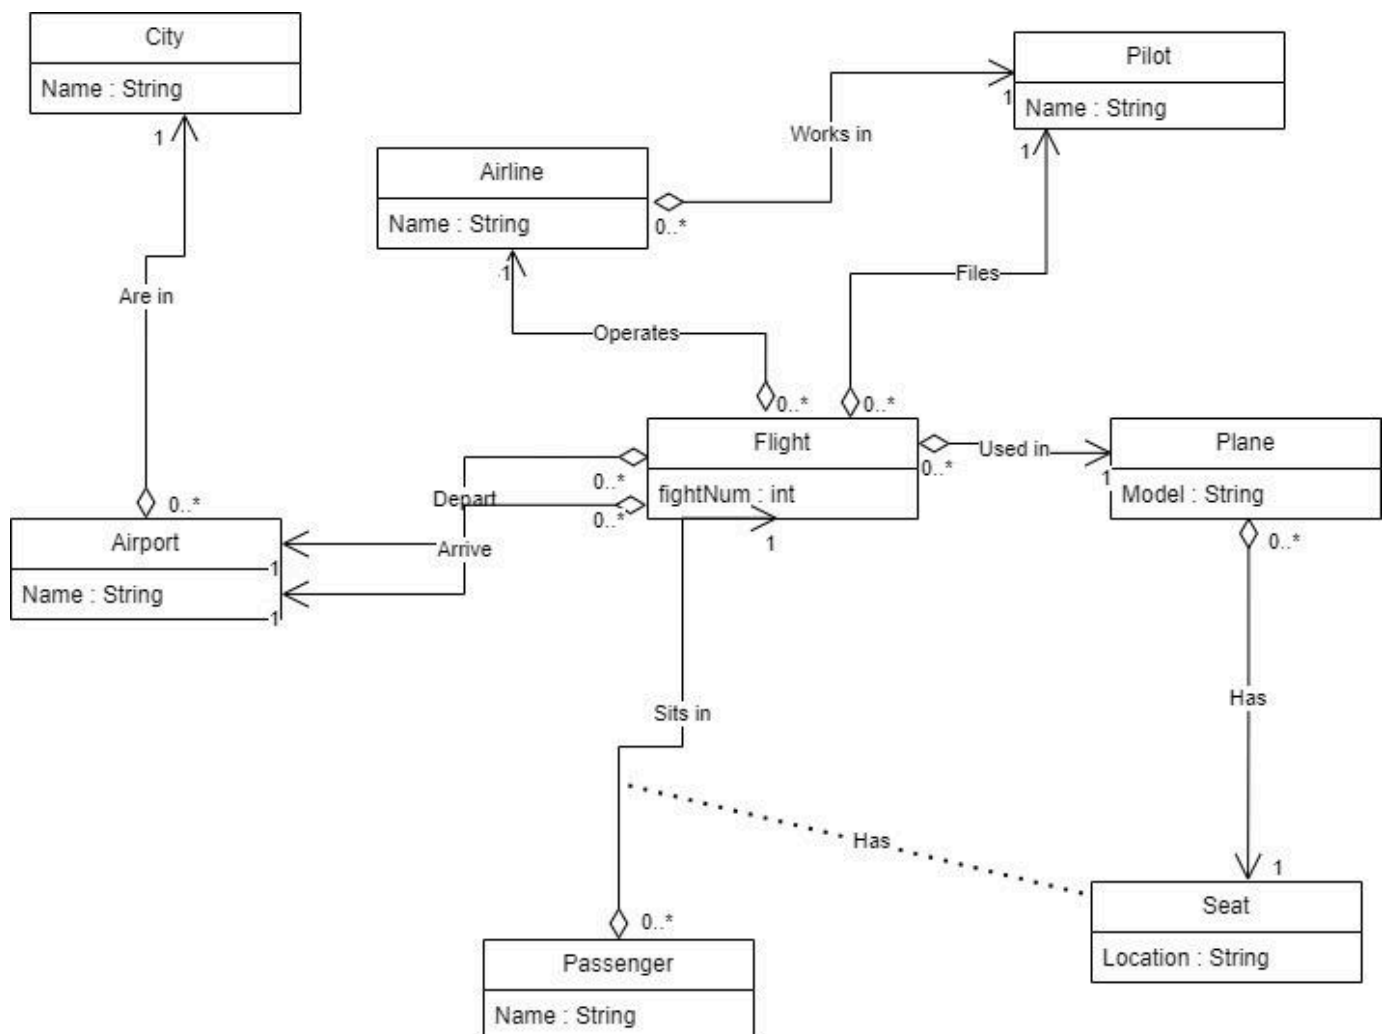 City
Name : String
1
Pilot
Name : String
1
1
Works in
Airline
Name : String
0..*
1
Files
Are in
Operates
0..*
0..*
Flight
fightNum : int
0..*
0..*
0..*
1
Used in
Plane
Model : String
1
0..*
Depart
Arrive
0..*
Airport
Name : String
1
1
Sits in
Has
Has
1
Seat
Location : String
0..*
Passenger
Name : String